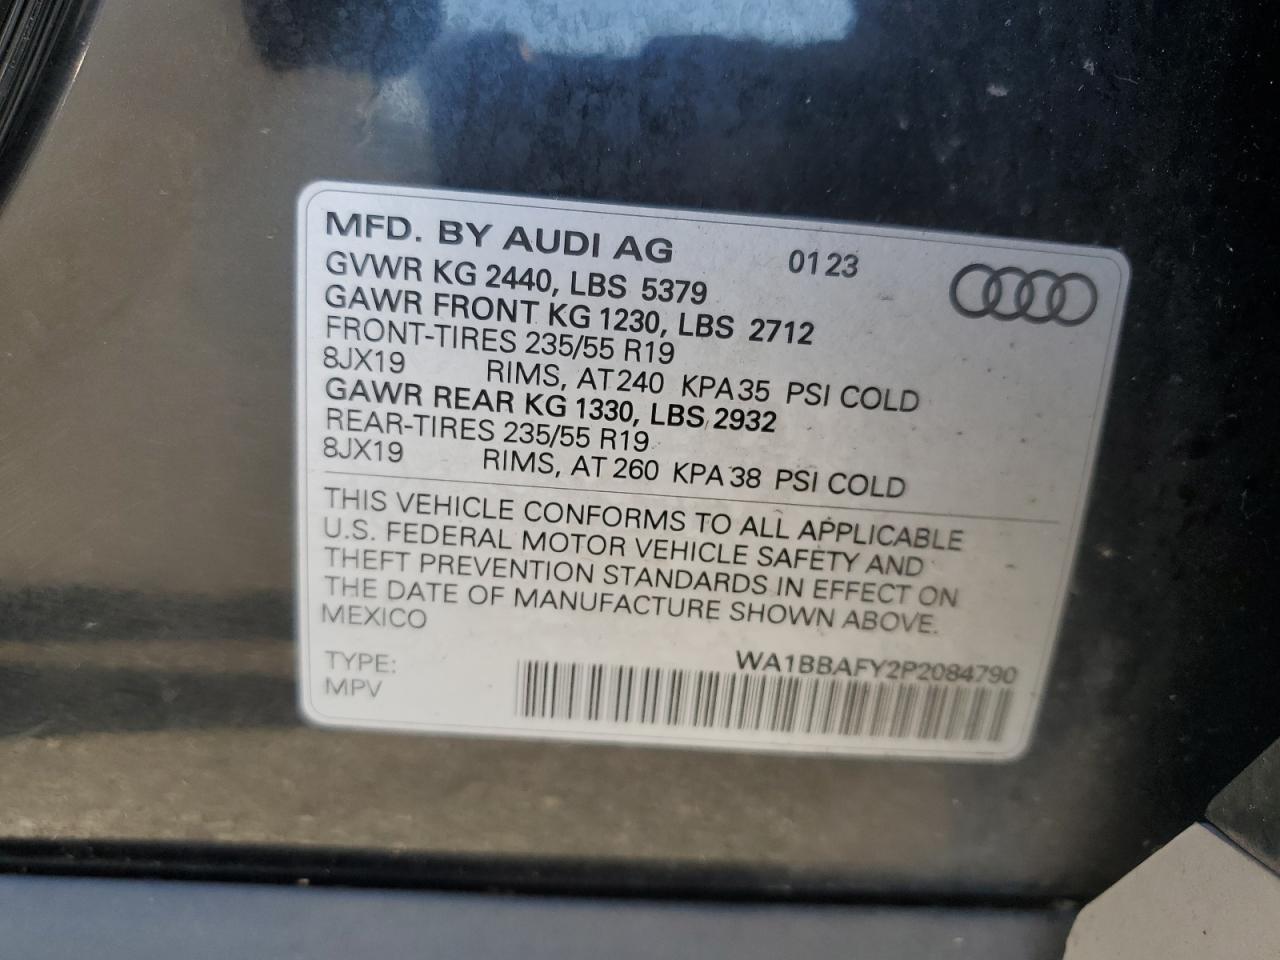 MFD. BY AUDI AG 01 23
GVWR KG 2440, LBS 5379
GAWR FRONT KG 1230, LBS 2712
FRONT-TIRES 235/55 R19
8JX19 RIMS, AT 240 KPA 35 PSI COLD
GAWR REAR KG 1330, LBS 2932
REAR-TIRES 235/55 R19
8JX19 RIMS, AT 260 KPA 38 PSI COLD
THIS VEHICLE CONFORMS TO ALL APPLICABLE
U.S. FEDERAL MOTOR VEHICLE SAFETY AND
THEFT PREVENTION STANDARDS IN EFFECT ON
THE DATE OF MANUFACTURE SHOWN ABOVE.
MEXICO
WA1BBAFY2P2084790
TYPE:
MPV